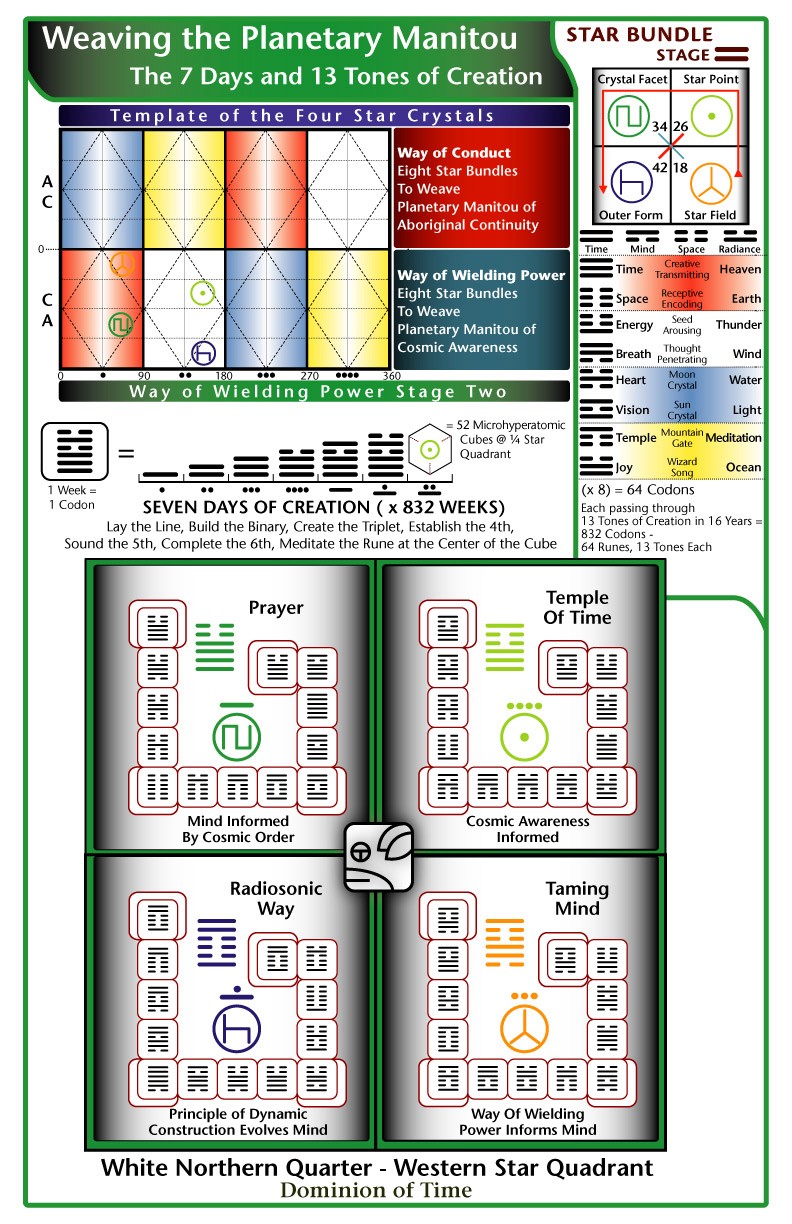 Weaving the Planetary Manitou
The 7 Days and 13 Tones of Creation
STAR BUNDLE
STAGE
Template of the Four Star Crystals
A
C
0
C
A
Way of Conduct
Eight Star Bundles
To Weave
Planetary Manitou of
Aboriginal Continuity
Way of Wielding Power
Eight Star Bundles
To Weave
Planetary Manitou of
Cosmic Awareness
0 90 180 270 360
Way of Wielding Power Stage Two
Crystal Facet Star Point
34 26
42 18
Outer Form Star Field
Time Mind Space Radiance
Time Creative Transmitting Heaven
Space Receptive Encoding Earth
Energy Seed Arousing Thunder
Breath Thought Penetrating Wind
Heart Moon Crystal Water
Vision Sun Crystal Light
Temple Mountain Gate Meditation
Joy Wizard Song Ocean
(x 8) = 64 Codons
Each passing through
13 Tones of Creation in 16 Years =
832 Codons -
64 Runes, 13 Tones Each
=
1 Week =
1 Codon
= 52 Microhyperatomic
Cubes @ ¼ Star
Quadrant
SEVEN DAYS OF CREATION ( x 832 WEEKS)
Lay the Line, Build the Binary, Create the Triplet, Establish the 4th,
Sound the 5th, Complete the 6th, Meditate the Rune at the Center of the Cube
Prayer
Mind Informed
By Cosmic Order
Temple
Of Time
Cosmic Awareness
Informed
Radiosonic
Way
Principle of Dynamic
Construction Evolves Mind
Taming
Mind
Way Of Wielding
Power Informs Mind
White Northern Quarter - Western Star Quadrant
Dominion of Time